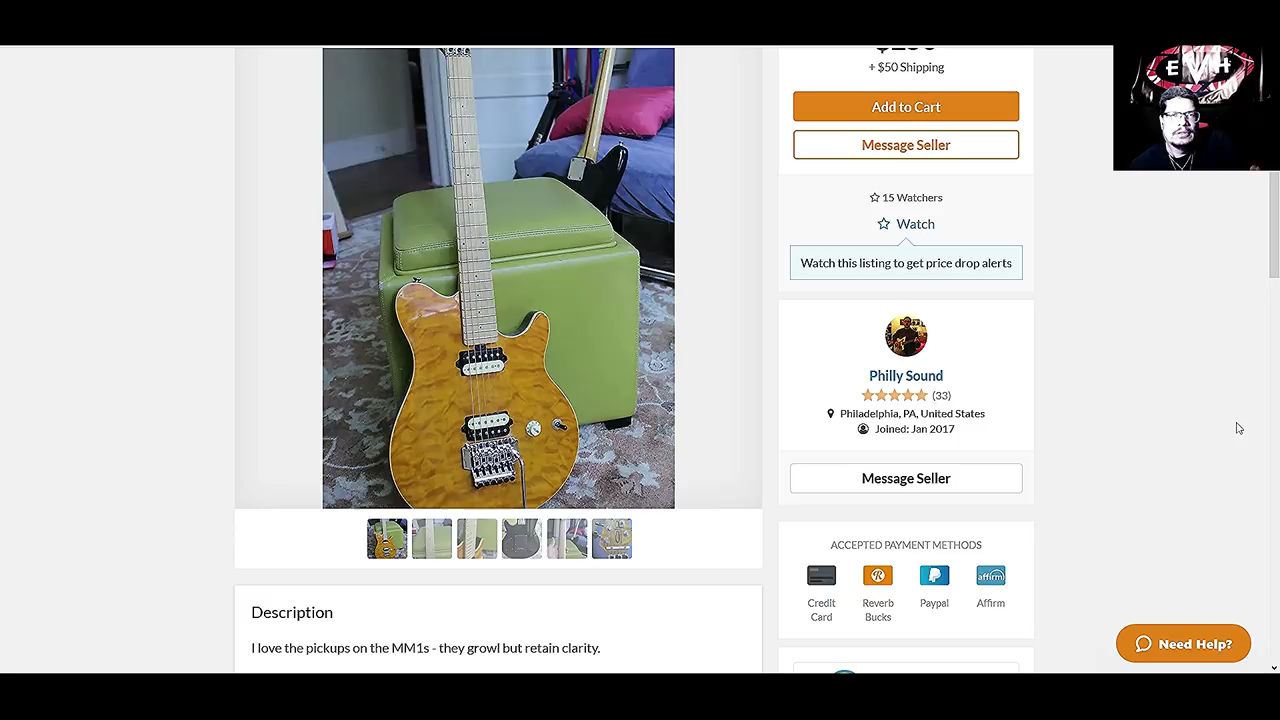 + $50 Shipping
Add to Cart
Message Seller
15 Watchers
Watch
Watch this listing to get price drop alerts
Philly Sound
(33)
Philadelphia, PA, United States
Joined: Jan 2017
Message Seller
ACCEPTED PAYMENT METHODS
affirm
Credit Card
Reverb Bucks
Paypal
Affirm
Description
I love the pickups on the MM1s - they growl but retain clarity.
Need Help?
EVH